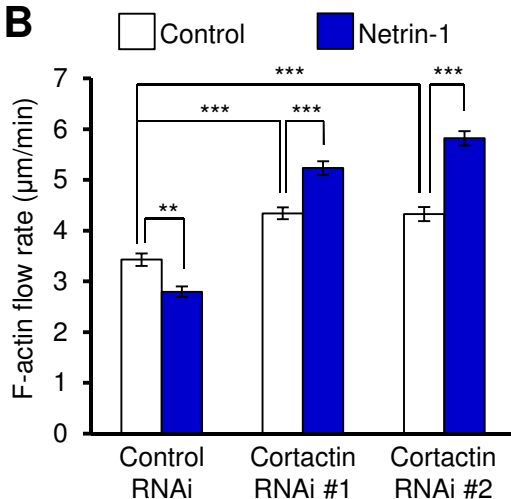 B
Control
Netrin-1
F-actin flow rate (μm/min)
7
6
5
4
3
2
1
0
***
***
***
***
**
Control
RNAi
Cortactin
RNAi #1
Cortactin
RNAi #2